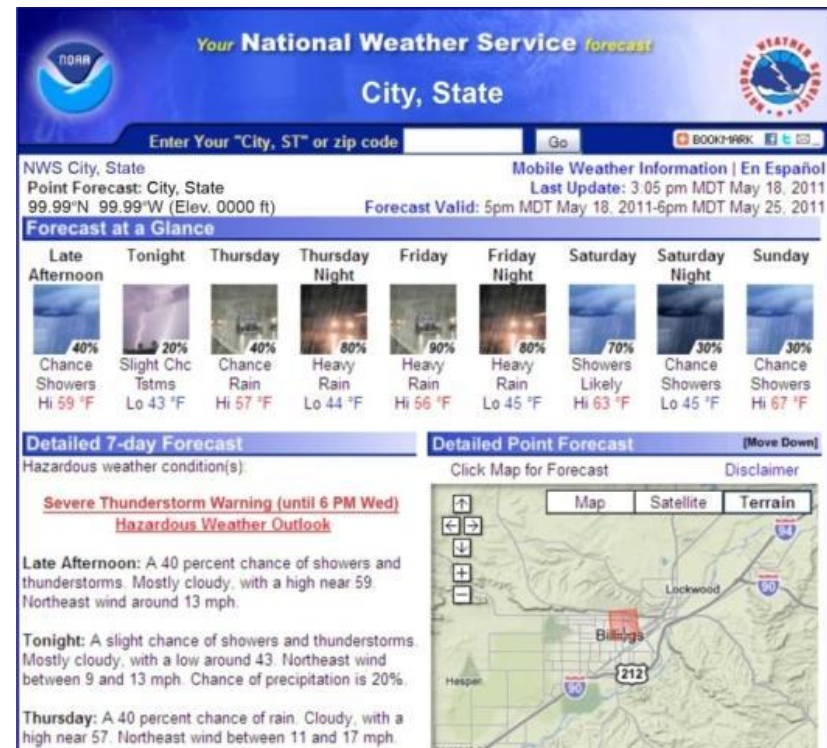 NOAA
Your National Weather Service forecast
City, State
Enter Your "City, ST" or zip code Go BOOKMARK
NWS City, State
Mobile Weather Information | En Español
Point Forecast: City, State
Last Update: 3:05 pm MDT May 18, 2011
99.99°N 99.99°W (Elev. 0000 ft)
Forecast Valid: 5pm MDT May 18, 2011-6pm MDT May 25, 2011
Forecast at a Glance
Late Afternoon
40%
Chance Showers
Hi 59 °F
Tonight
20%
Slight Chc Tstms
Lo 43 °F
Thursday
40%
Chance Rain
Hi 57 °F
Thursday Night
80%
Heavy Rain
Lo 44 °F
Friday
90%
Heavy Rain
Hi 56 °F
Friday Night
80%
Heavy Rain
Lo 45 °F
Saturday
70%
Showers Likely
Hi 63 °F
Saturday Night
30%
Chance Showers
Lo 45 °F
Sunday
30%
Chance Showers
Hi 67 °F
Detailed 7-day Forecast
Hazardous weather condition(s):
Severe Thunderstorm Warning (until 6 PM Wed)
Hazardous Weather Outlook
Late Afternoon: A 40 percent chance of showers and
thunderstorms. Mostly cloudy, with a high near 59.
Northeast wind around 13 mph.
Tonight: A slight chance of showers and thunderstorms.
Mostly cloudy, with a low around 43. Northeast wind
between 9 and 13 mph. Chance of precipitation is 20%.
Thursday: A 40 percent chance of rain. Cloudy, with a
high near 57. Northeast wind between 11 and 17 mph.
Detailed Point Forecast [Move Down]
Click Map for Forecast Disclaimer
Map Satellite Terrain
94
Lockwood
90
Billings
212
Hesper
90